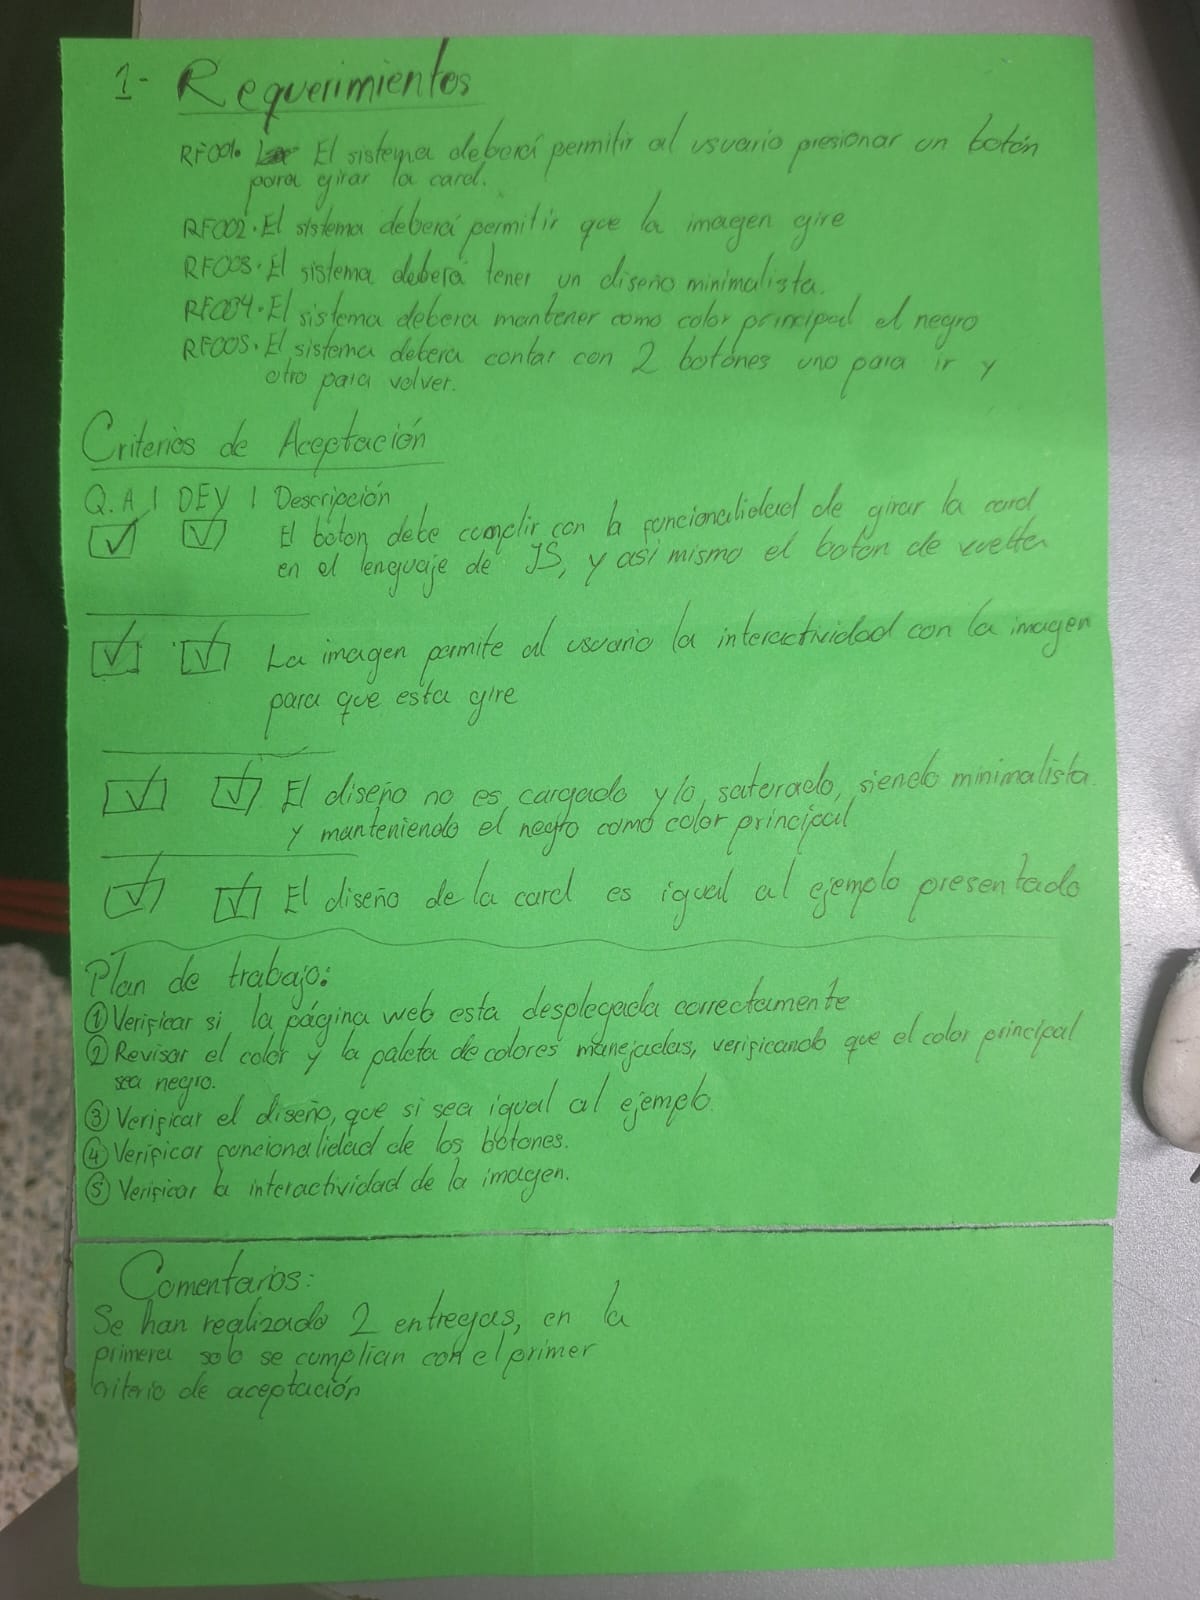 1- Requerimientos
RF001. El sistema deberá permitir al usuario presionar un botón
para girar la card.
RF002. El sistema deberá permitir que la imagen gire
RF003. El sistema deberá tener un diseño minimalista.
RF004. El sistema debera mantener como color principal el negro
RF005. El sistema debera contar con 2 botones uno para ir y
otro para volver.
Criterios de Aceptación
Q.A | DEV | Descripción
El boton debe cumplir con la funcionalidad de girar la card
en el lenguaje de JS, y así mismo el boton de vuelta
La imagen permite al usuario la interactividad con la imagen
para que esta gire
El diseño no es cargado y/o saturado, siendo minimalista
y manteniendo el negro como color principal
El diseño de la card es igual al ejemplo presentado
Plan de trabajo:
① Verificar si la página web esta desplegada correctamente
② Revisar el color y la paleta de colores manejadas, verificando que el color principal
sea negro.
③ Verificar el diseño, que si sea igual al ejemplo.
④ Verificar funcionalidad de los botones.
⑤ Verificar la interactividad de la imagen.
Comentarios:
Se han realizado 2 entregas, en la
primera solo se cumplian con el primer
criterio de aceptación